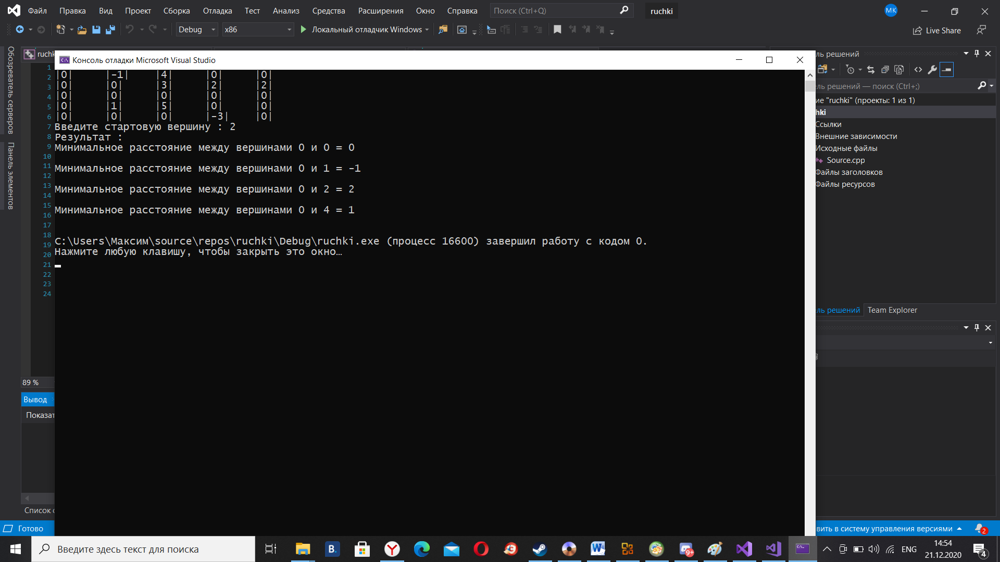 Файл Правка Вид Проект Сборка Отладка Тест Анализ Средства Расширения Окно Справка Поиск (Ctrl+Q) ruchki MK
Debug x86 Локальный отладчик Windows Live Share
Обозреватель серверов
Панель элементов
ruchk
Консоль отладки Microsoft Visual Studio
ль решений
1
2
3
4
5
6
7
8
9
10
11
12
13
14
15
16
17
18
19
20
21
22
23
24
|0| |-1| |4| |0| |0|
|0| |0| |3| |2| |2|
|0| |0| |0| |0| |0|
|0| |1| |5| |0| |0|
|0| |0| |0| |-3| |0|
Введите стартовую вершину : 2
Результат :
Минимальное расстояние между вершинами 0 и 0 = 0
Минимальное расстояние между вершинами 0 и 1 = -1
Минимальное расстояние между вершинами 0 и 2 = 2
Минимальное расстояние между вершинами 0 и 4 = 1
C:\Users\Максим\source\repos\ruchki\Debug\ruchki.exe (процесс 16600) завершил работу с кодом 0.
Нажмите любую клавишу, чтобы закрыть это окно…
ль решений — поиск (Ctrl+;)
ие "ruchki" (проекты: 1 из 1)
hki
Ссылки
Внешние зависимости
Исходные файлы
Source.cpp
Файлы заголовков
Файлы ресурсов
ль решений Team Explorer
89 %
Вывод
Показат
Список о
Готово
вить в систему управления версиями 2
Введите здесь текст для поиска
B.
9+
ENG
14:54
21.12.2020
4